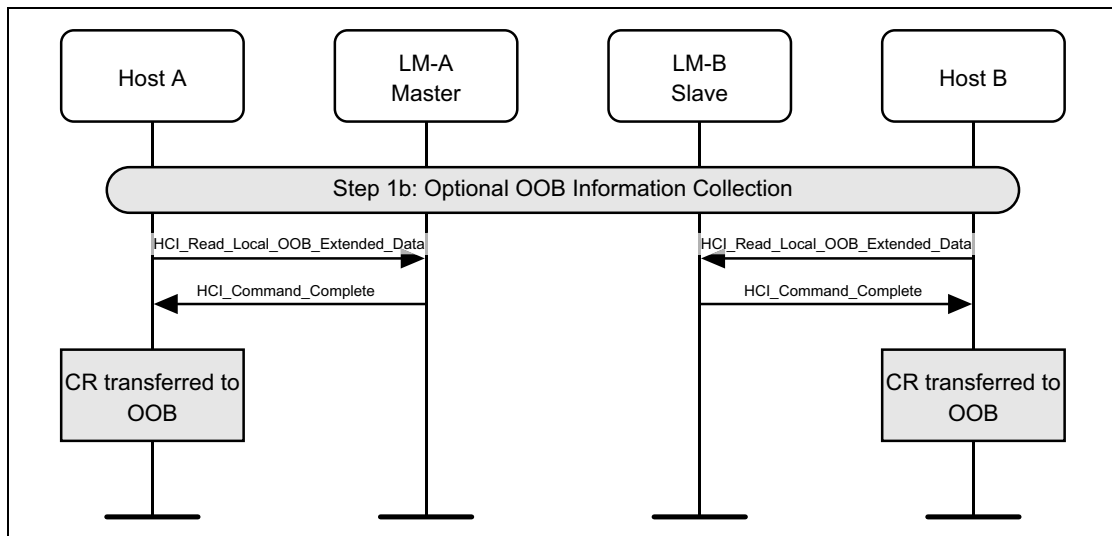 Host A
LM-A
Master
LM-B
Slave
Host B
Step 1b: Optional OOB Information Collection
HCI_Read_Local_OOB_Extended_Data
HCI_Read_Local_OOB_Extended_Data
HCI_Command_Complete
HCI_Command_Complete
CR transferred to
OOB
CR transferred to
OOB